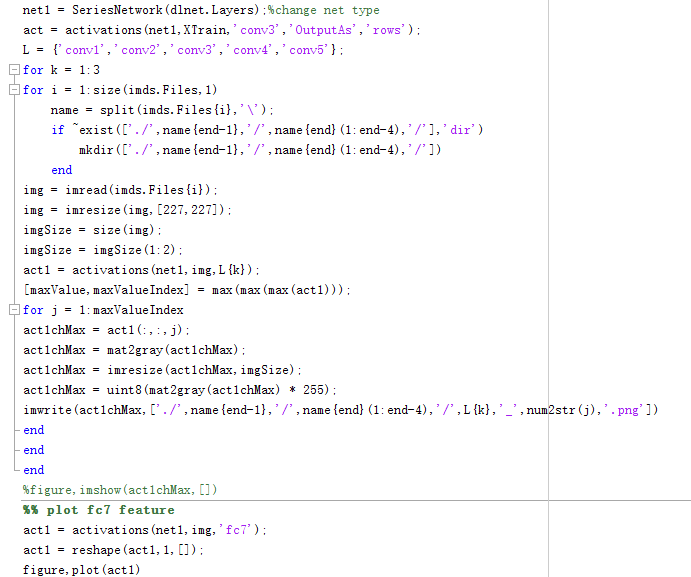 net1 = SeriesNetwork(dlnet.Layers);%change net type
act = activations(net1,XTrain,'conv3','OutputAs','rows');
L = {'conv1','conv2','conv3','conv4','conv5'};
for k = 1:3
for i = 1:size(imds.Files,1)
name = split(imds.Files{i},'\');
if ~exist(['./',name{end-1},'/',name{end}(1:end-4),'/'],'dir')
mkdir(['./',name{end-1},'/',name{end}(1:end-4),'/'])
end
img = imread(imds.Files{i});
img = imresize(img,[227,227]);
imgSize = size(img);
imgSize = imgSize(1:2);
act1 = activations(net1,img,L{k});
[maxValue,maxValueIndex] = max(max(max(act1)));
for j = 1:maxValueIndex
act1chMax = act1(:,:,j);
act1chMax = mat2gray(act1chMax);
act1chMax = imresize(act1chMax,imgSize);
act1chMax = uint8(mat2gray(act1chMax) * 255);
imwrite(act1chMax,['./',name{end-1},'/',name{end}(1:end-4),'/',L{k},'_',num2str(j),'.png'])
end
end
end
%figure,imshow(act1chMax,[])
%% plot fc7 feature
act1 = activations(net1,img,'fc7');
act1 = reshape(act1,1,[]);
figure,plot(act1)